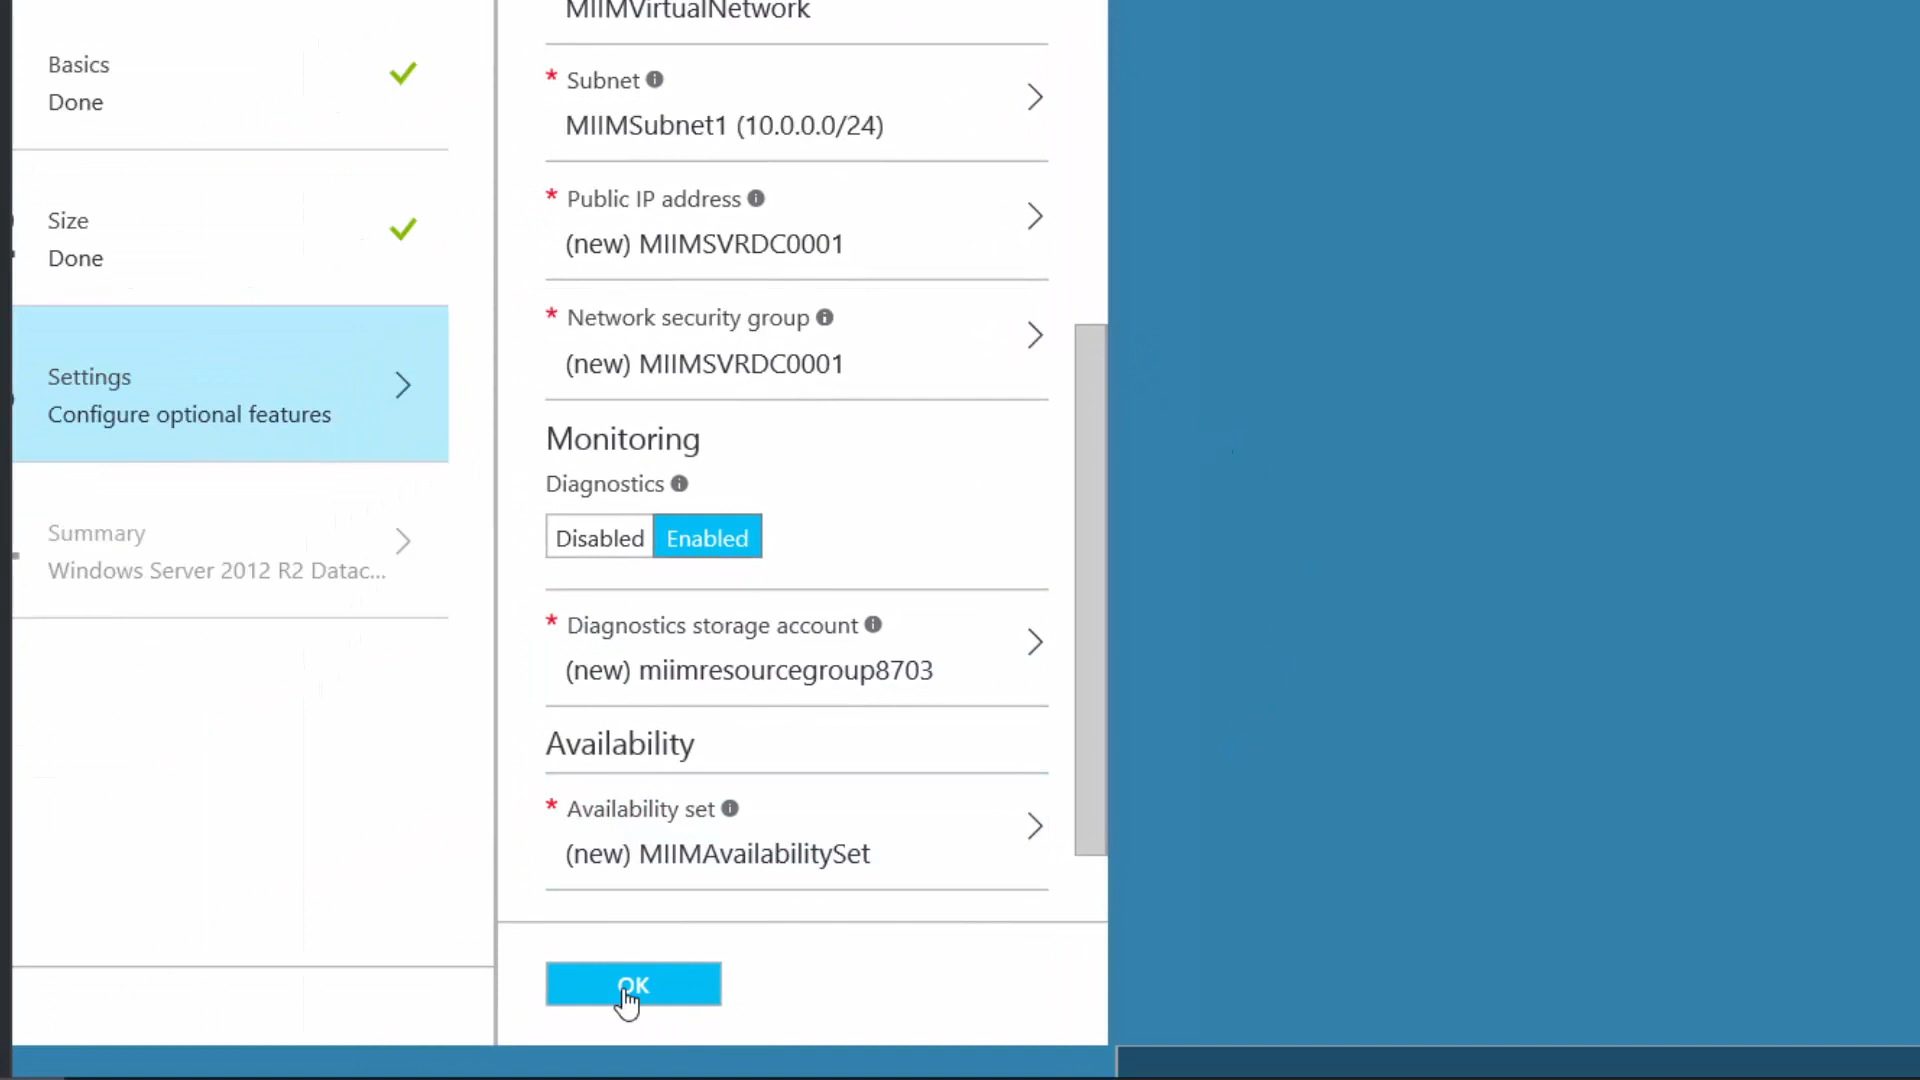 Basics
Done
Size
Done
Settings
Configure optional features
Summary
Windows Server 2012 R2 Datac...
MIIMVirtualNetwork
* Subnet
MIIMSubnet1 (10.0.0.0/24)
* Public IP address
(new) MIIMSVRDC0001
* Network security group
(new) MIIMSVRDC0001
Monitoring
Diagnostics
Disabled Enabled
* Diagnostics storage account
(new) miimresourcegroup8703
Availability
* Availability set
(new) MIIMAvailabilitySet
OK